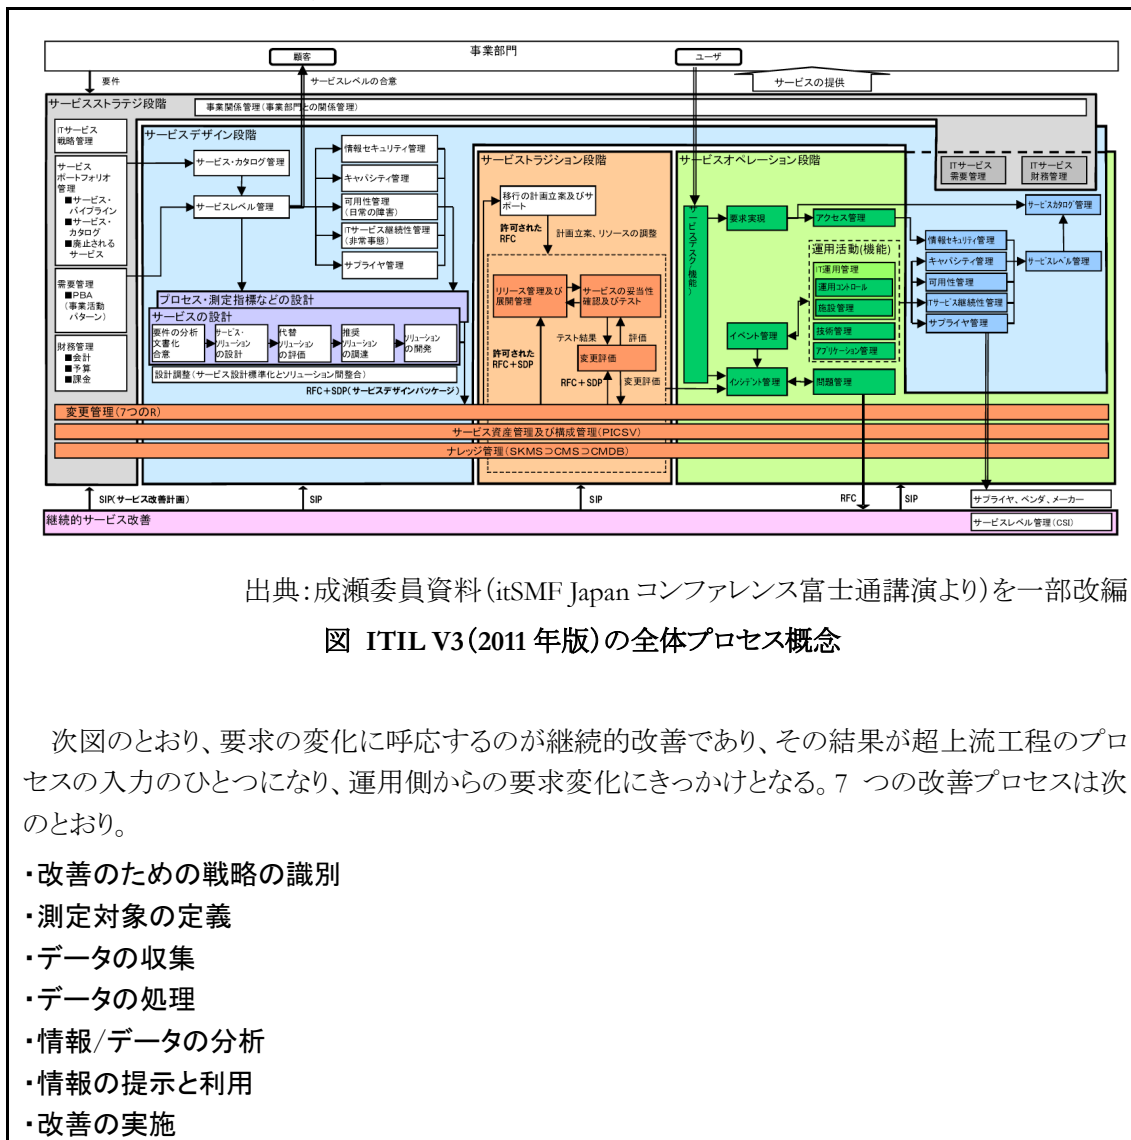 事業部門
顧客
ユーザ
要件
サービスレベルの合意
サービスの提供
サービスストラテジ段階
事業関係管理(事業部門との関係管理)
ITサービス
戦略管理
サービス
ポートフォリオ
管理
■サービス・
パイプライン
■サービス・
カタログ
■廃止される
サービス
需要管理
■PBA
(事業活動
パターン)
財務管理
■会計
■予算
■課金
サービスデザイン段階
サービス・カタログ管理
サービスレベル管理
情報セキュリティ管理
キャパシティ管理
可用性管理
(日常の障害)
ITサービス継続性管理
(非常事態)
サプライヤ管理
プロセス・測定指標などの設計
サービスの設計
要件の分析
文書化
合意
サービス・
ソリューション
の設計
代替
ソリューション
の評価
推奨
ソリューション
の調達
ソリューション
の開発
設計調整(サービス設計標準化とソリューション間整合)
RFC+SDP(サービスデザインパッケージ)
サービストラジション段階
移行の計画立案及びサ
ポート
許可された
RFC
計画立案、リソースの調整
リリース管理及び
展開管理
サービスの妥当性
確認及びテスト
テスト結果
評価
許可された
RFC+SDP
変更評価
RFC+SDP
変更評価
サービスオペレーション段階
サービスデスク(機能)
要求実現
アクセス管理
運用活動(機能)
IT運用管理
運用コントロール
施設管理
技術管理
アプリケーション管理
イベント管理
インシデント管理
問題管理
ITサービス
需要管理
ITサービス
財務管理
サービスカタログ管理
情報セキュリティ管理
キャパシティ管理
サービスレベル管理
可用性管理
ITサービス継続性管理
サプライヤ管理
変更管理(7つのR)
サービス資産管理及び構成管理(PICSV)
ナレッジ管理(SKMS⊃CMS⊃CMDB)
SIP(サービス改善計画)
SIP
SIP
RFC
SIP
サプライヤ、ベンダ、メーカー
継続的サービス改善
サービスレベル管理(CSI)
出典:成瀬委員資料(itSMF Japan コンファレンス富士通講演より)を一部改編
図 ITIL V3(2011 年版)の全体プロセス概念
次図のとおり、要求の変化に呼応するのが継続的改善であり、その結果が超上流工程のプロ
セスの入力のひとつになり、運用側からの要求変化にきっかけとなる。7 つの改善プロセスは次
のとおり。
・改善のための戦略の識別
・測定対象の定義
・データの収集
・データの処理
・情報/データの分析
・情報の提示と利用
・改善の実施